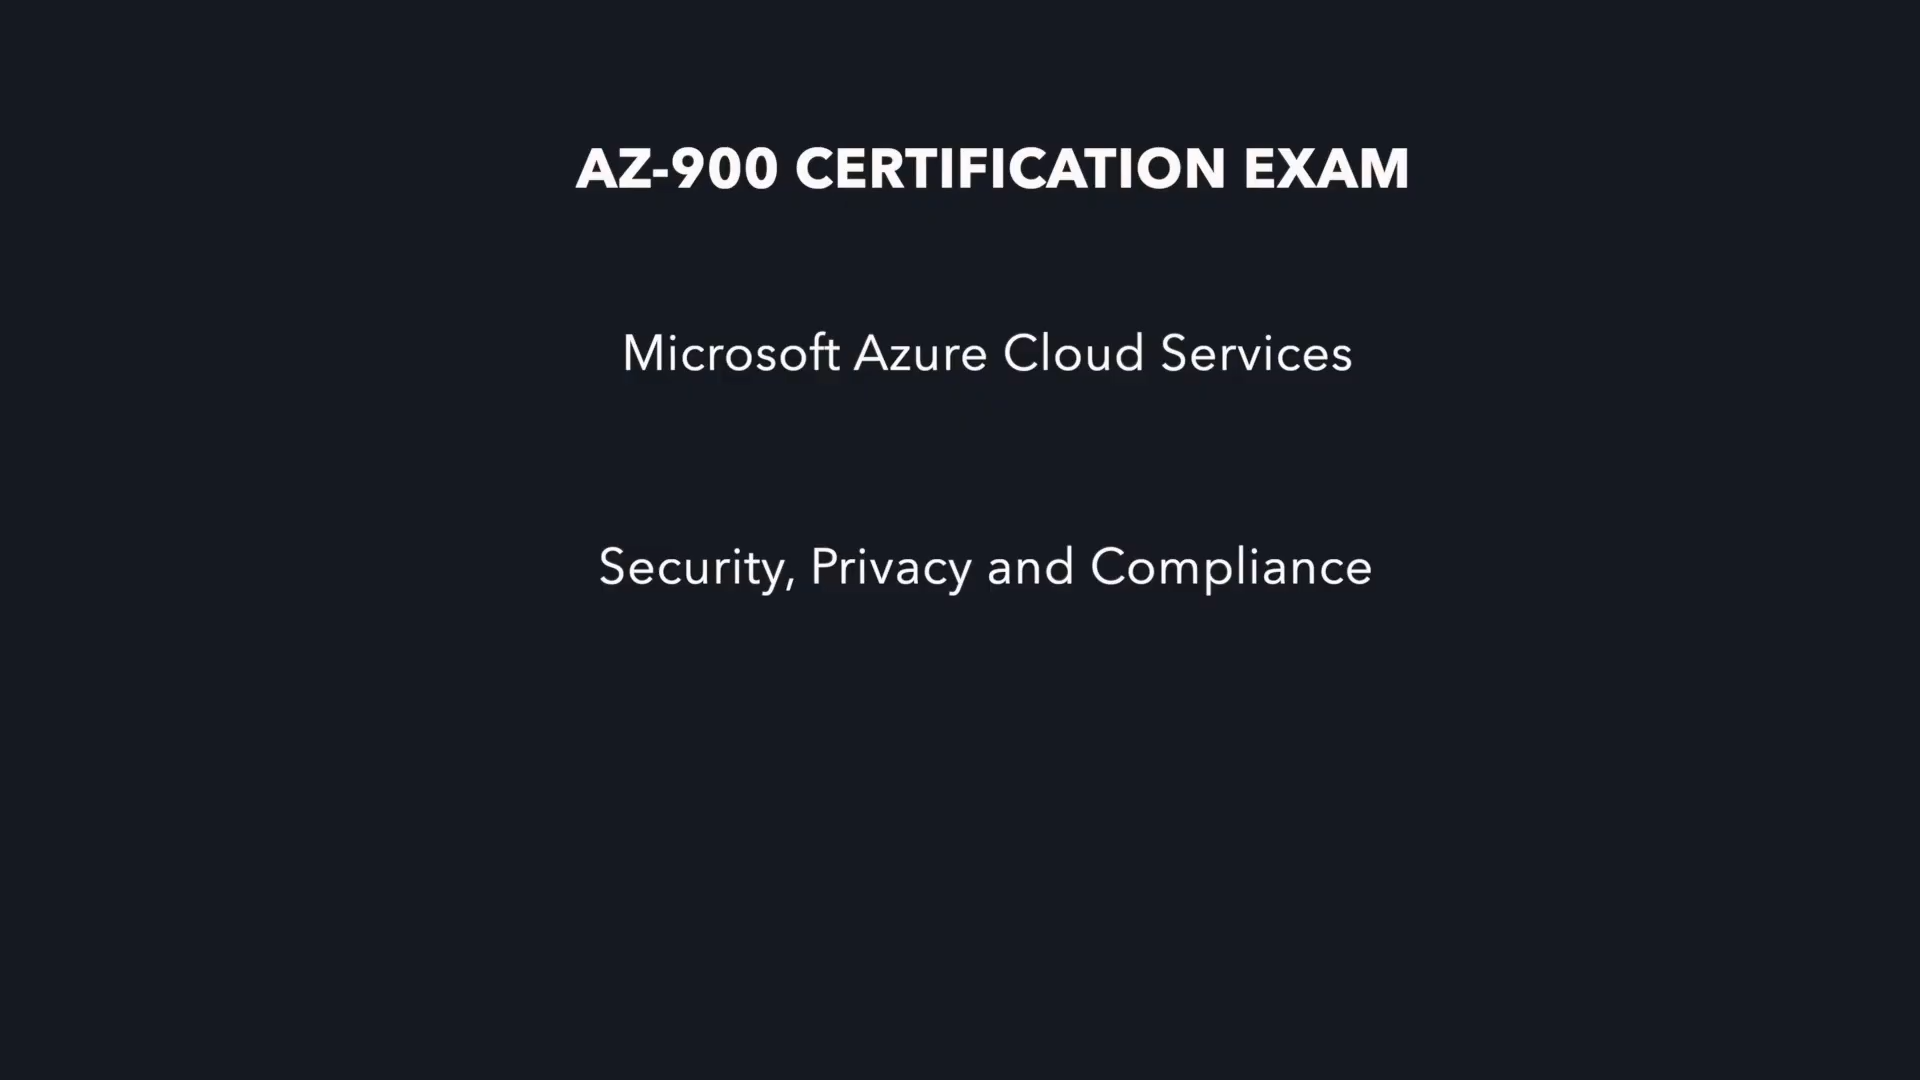 AZ-900 CERTIFICATION EXAM
Microsoft Azure Cloud Services
Security, Privacy and Compliance